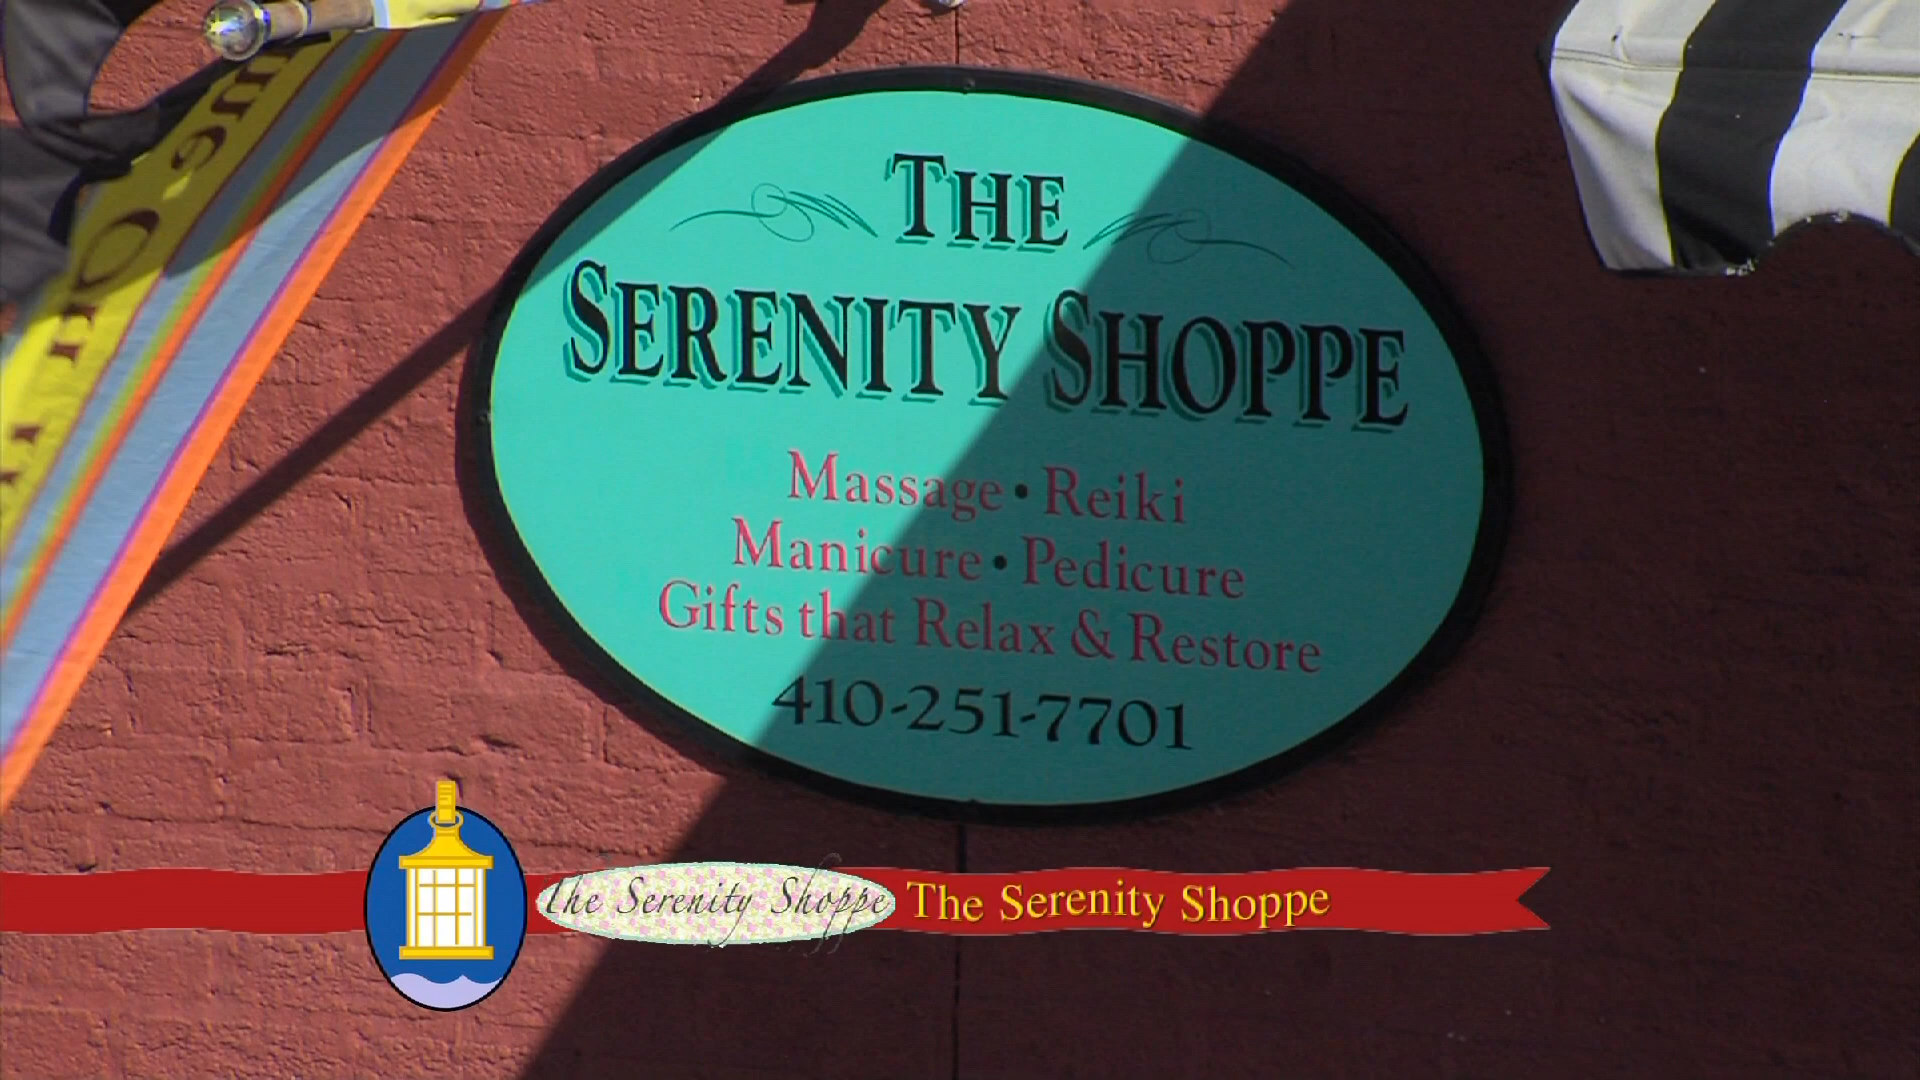 THE
SERENITY SHOPPE
Massage • Reiki
Manicure • Pedicure
Gifts that Relax & Restore
410-251-7701
The Serenity Shoppe
The Serenity Shoppe